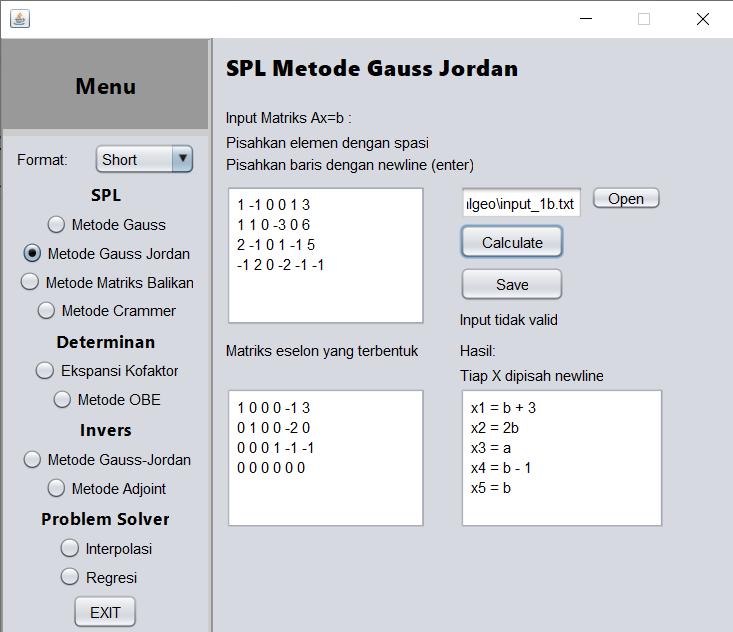 Menu
Format:
Short
SPL
Metode Gauss
Metode Gauss Jordan
Metode Matriks Balikan
Metode Crammer
Determinan
Ekspansi Kofaktor
Metode OBE
Invers
Metode Gauss-Jordan
Metode Adjoint
Problem Solver
Interpolasi
Regresi
EXIT
SPL Metode Gauss Jordan
Input Matriks Ax=b :
Pisahkan elemen dengan spasi
Pisahkan baris dengan newline (enter)
1 -1 0 0 1 3
1 1 0 -3 0 6
2 -1 0 1 -1 5
-1 2 0 -2 -1 -1
lgeo\input_1b.txt
Open
Calculate
Save
Input tidak valid
Matriks eselon yang terbentuk
1 0 0 0 -1 3
0 1 0 0 -2 0
0 0 0 1 -1 -1
0 0 0 0 0 0
Hasil:
Tiap X dipisah newline
x1 = b + 3
x2 = 2b
x3 = a
x4 = b - 1
x5 = b